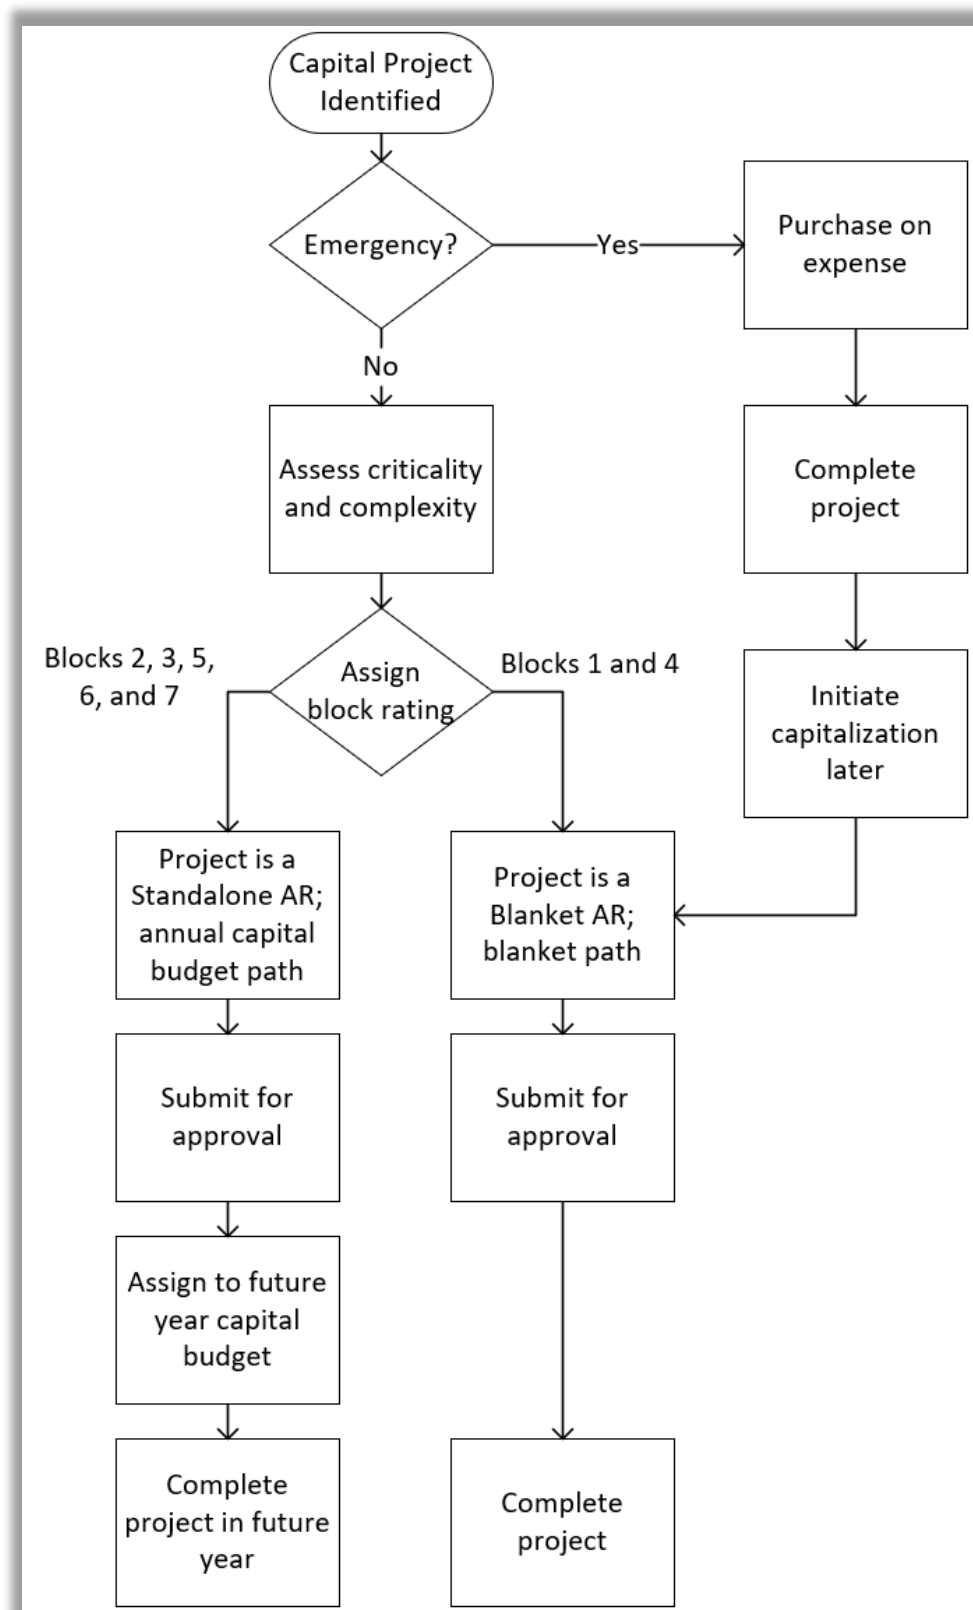 Capital Project
Identified
Emergency?
Yes
Purchase on
expense
No
Assess criticality
and complexity
Complete
project
Blocks 2, 3, 5,
6, and 7
Assign
block rating
Blocks 1 and 4
Initiate
capitalization
later
Project is a
Standalone AR;
annual capital
budget path
Project is a
Blanket AR;
blanket path
Submit for
approval
Submit for
approval
Assign to future
year capital
budget
Complete
project in future
year
Complete
project